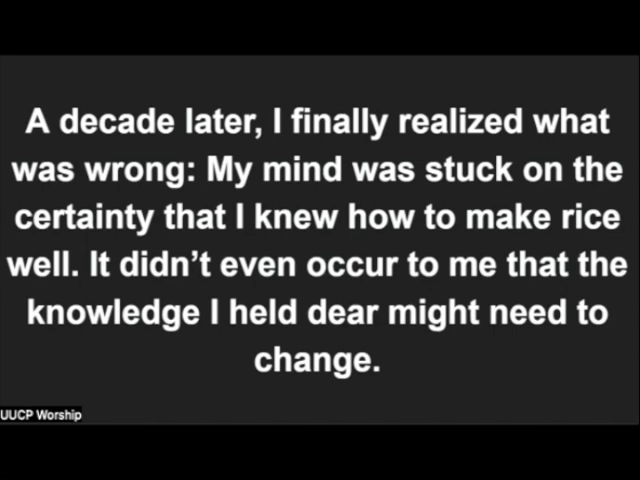 A decade later, I finally realized what
was wrong: My mind was stuck on the
certainty that I knew how to make rice
well. It didn’t even occur to me that the
knowledge I held dear might need to
change.
UUCP Worship